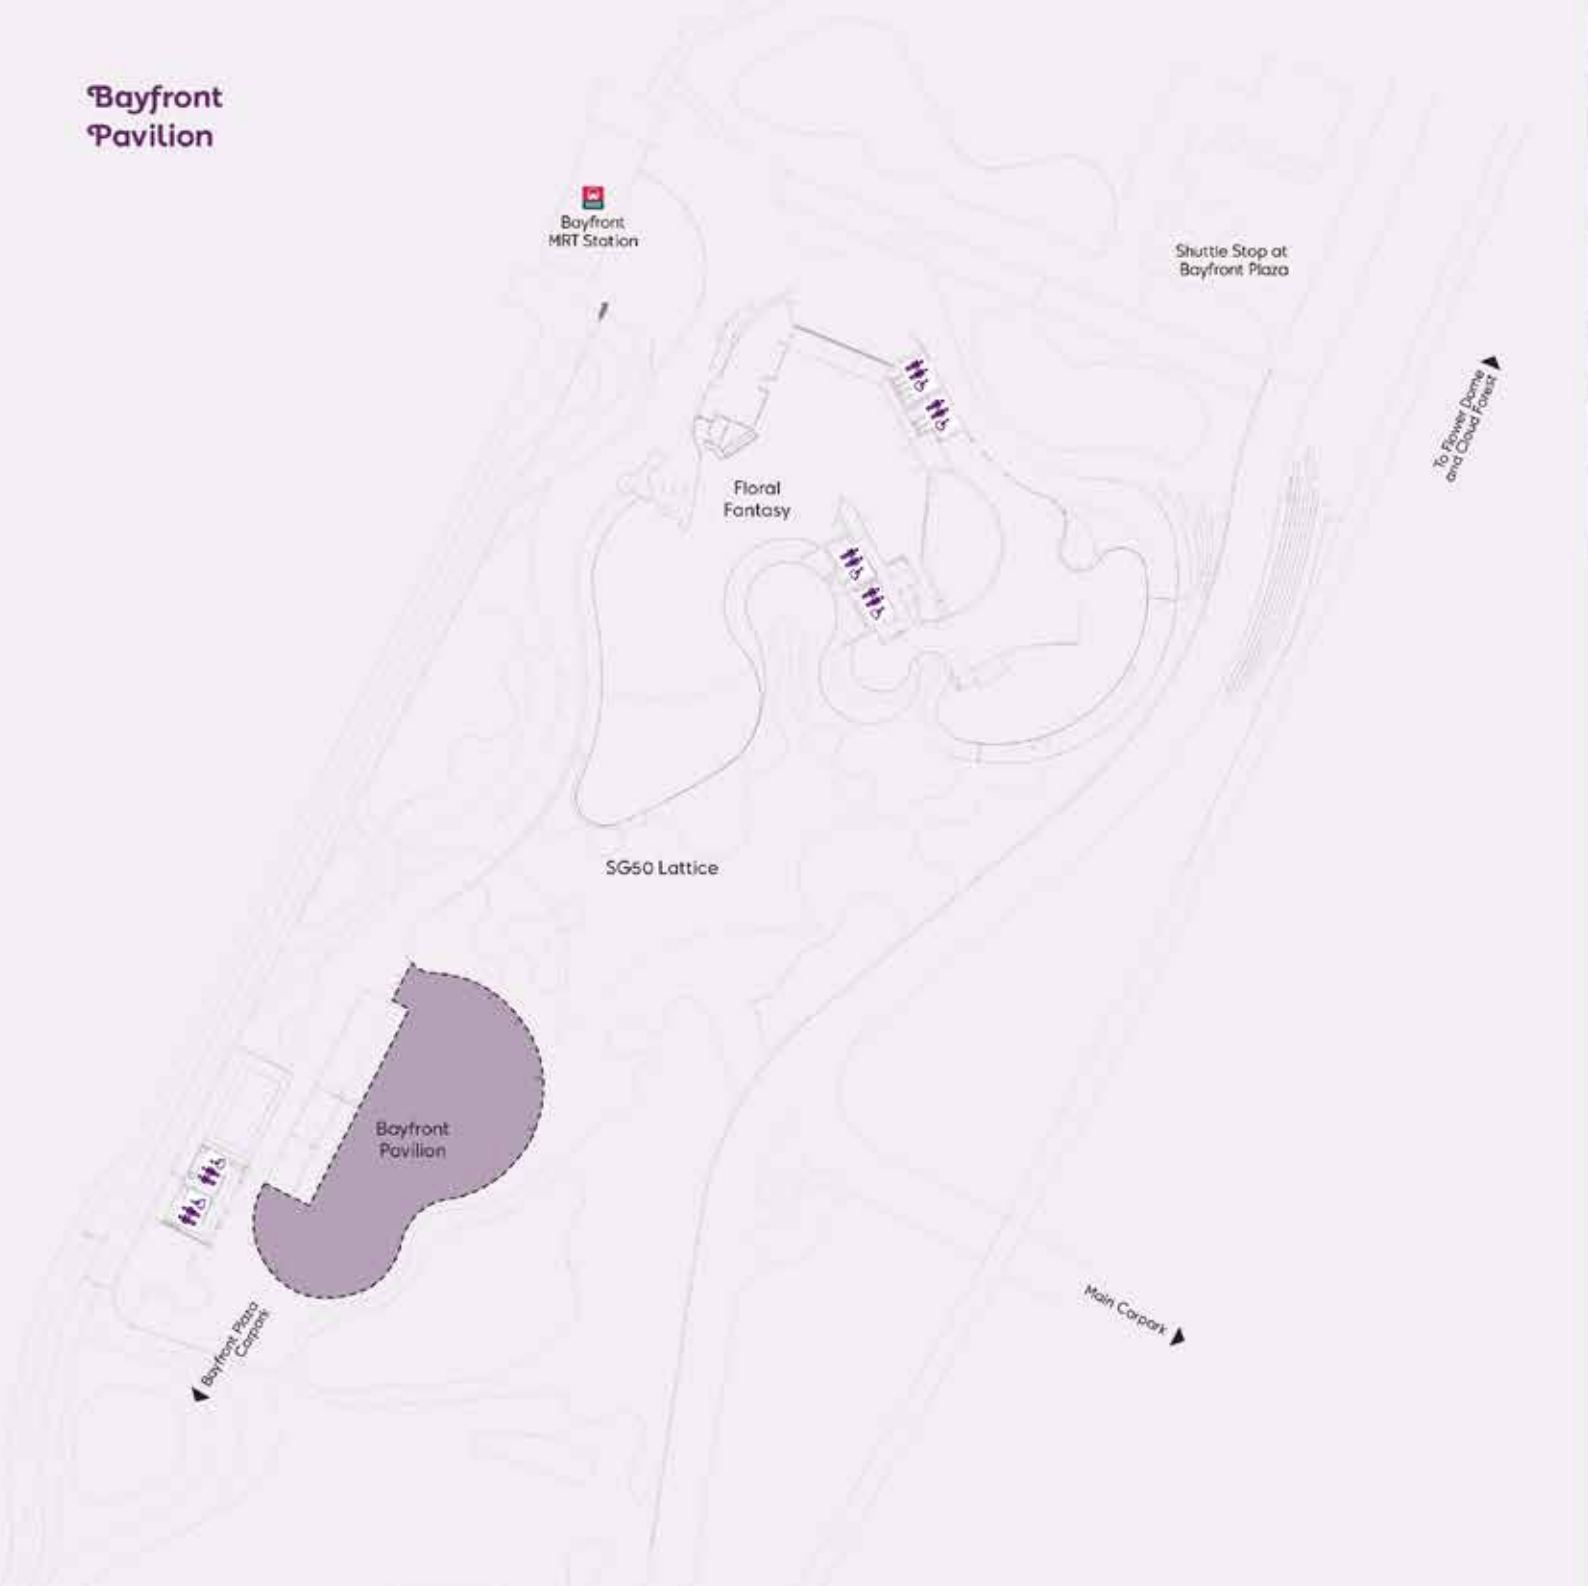 Bayfront
Pavilion
Bayfront
MRT Station
Shuttle Stop at
Bayfront Plaza
To Flower Dome
and Cloud Forest
Floral
Fantasy
SG50 Lattice
Bayfront
Pavilion
Bayfront Plaza
Carpark
Main Carpark